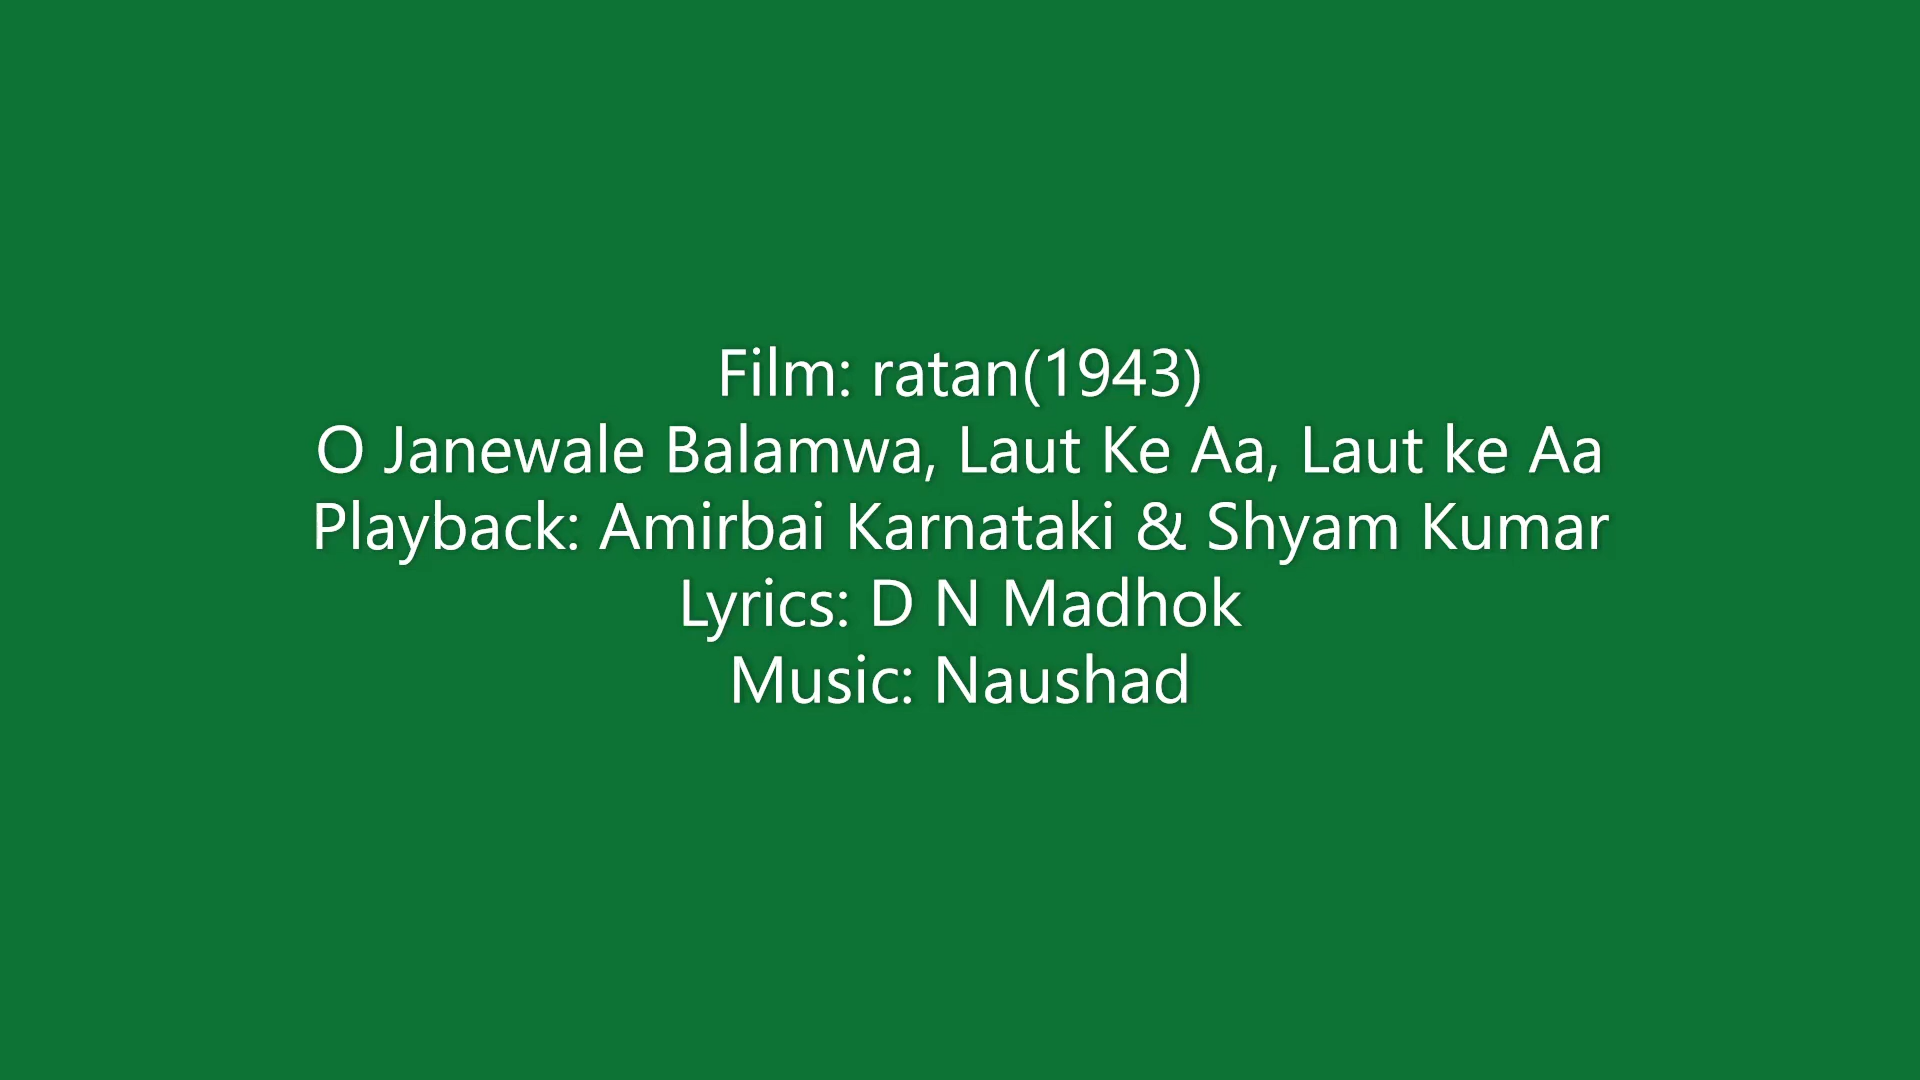 Film: ratan(1943)
O Janewale Balamwa, Laut Ke Aa, Laut ke Aa
Playback: Amirbai Karnataki & Shyam Kumar
Lyrics: D N Madhok
Music: Naushad